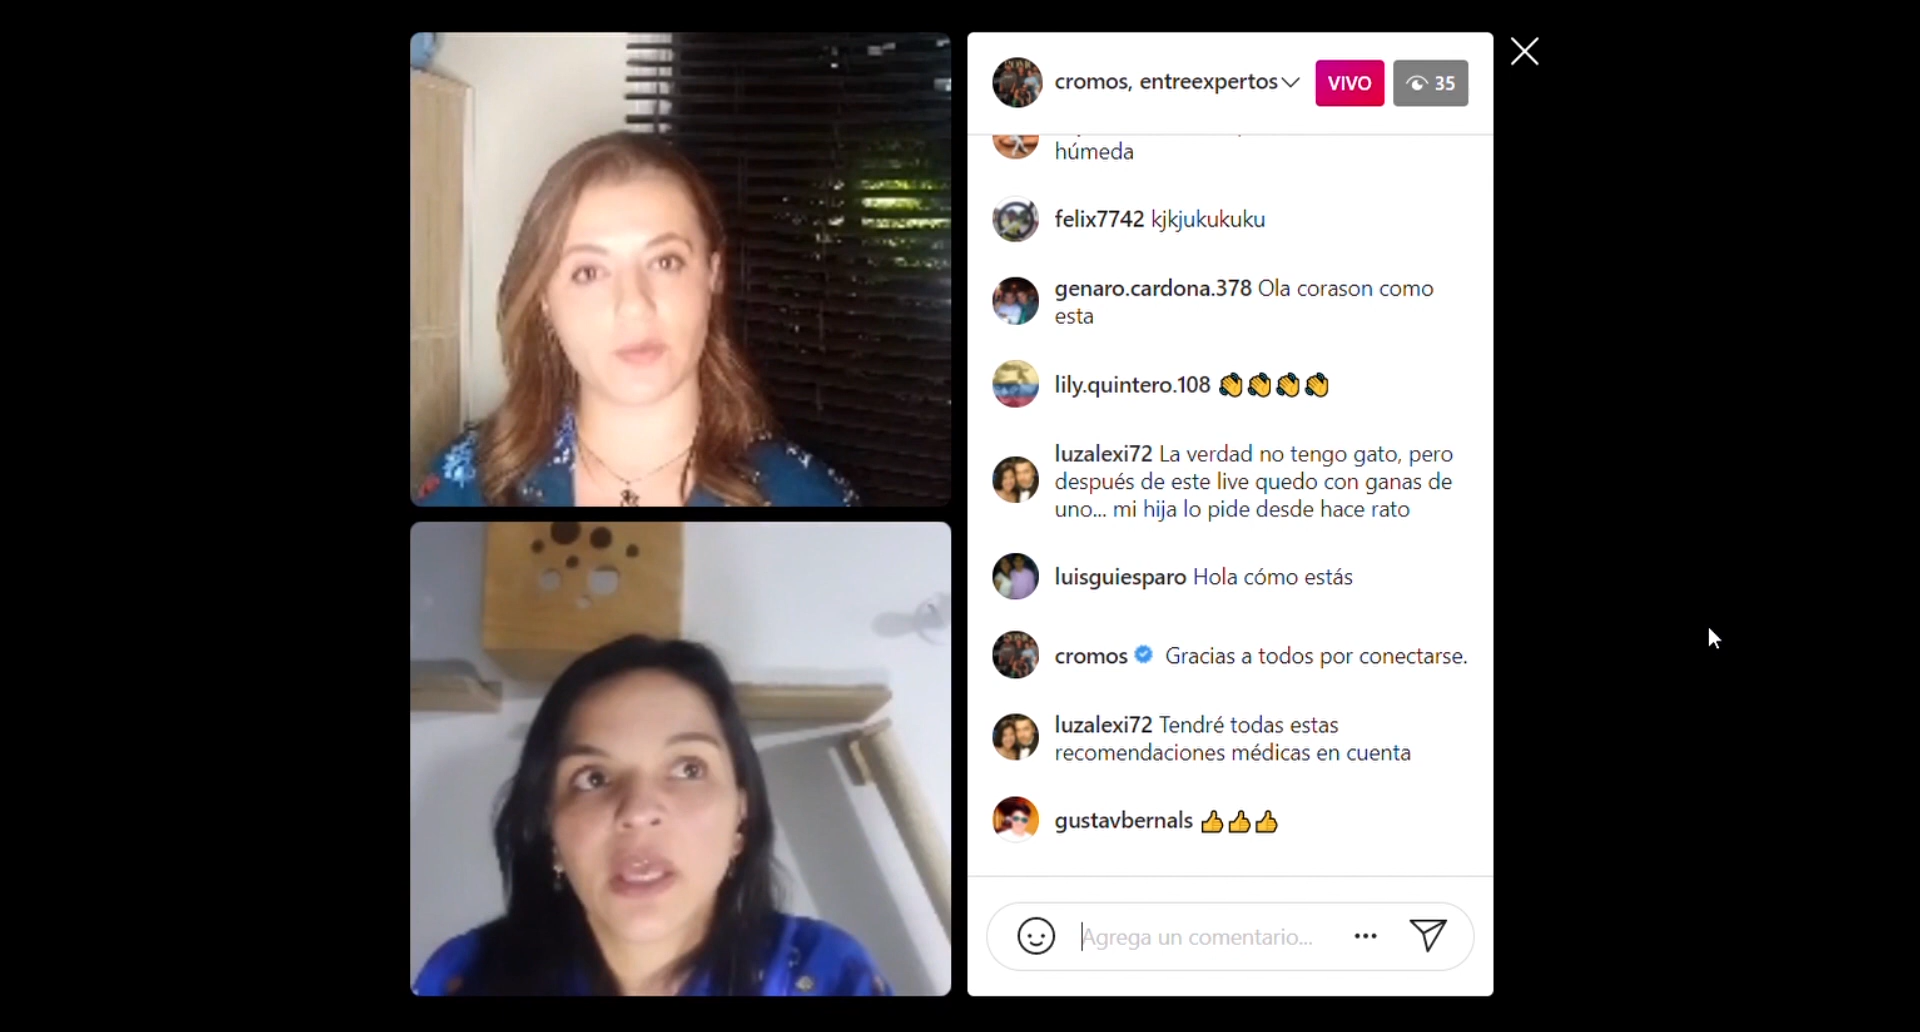 cromos, entreexpertos
VIVO
35
húmeda
felix7742 kjkjukukuku
genaro.cardona.378 Ola corason como
esta
lily.quintero.108 👏👏👏👏
luzalexi72 La verdad no tengo gato, pero
después de este live quedo con ganas de
uno... mi hija lo pide desde hace rato
luisguiesparo Hola cómo estás
cromos Gracias a todos por conectarse.
luzalexi72 Tendré todas estas
recomendaciones médicas en cuenta
gustavbernals 👍👍👍
Agrega un comentario...